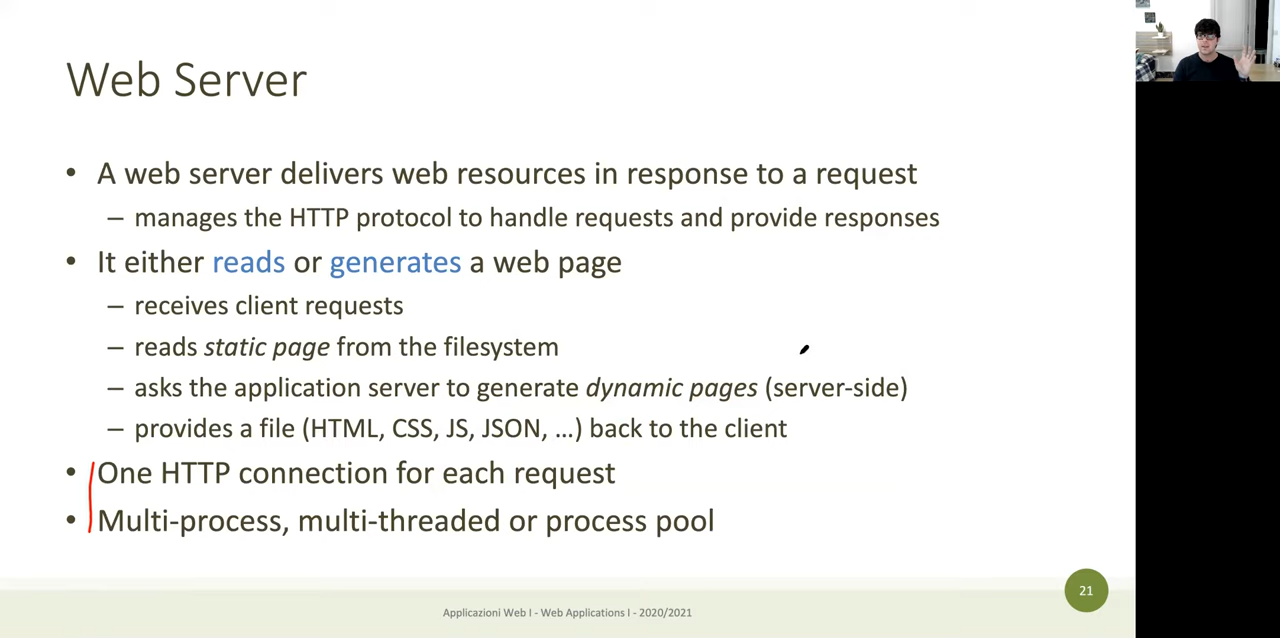 Web Server
• A web server delivers web resources in response to a request
– manages the HTTP protocol to handle requests and provide responses
• It either reads or generates a web page
– receives client requests
– reads static page from the filesystem
– asks the application server to generate dynamic pages (server-side)
– provides a file (HTML, CSS, JS, JSON, …) back to the client
• One HTTP connection for each request
• Multi-process, multi-threaded or process pool
21
Applicazioni Web I - Web Applications I - 2020/2021